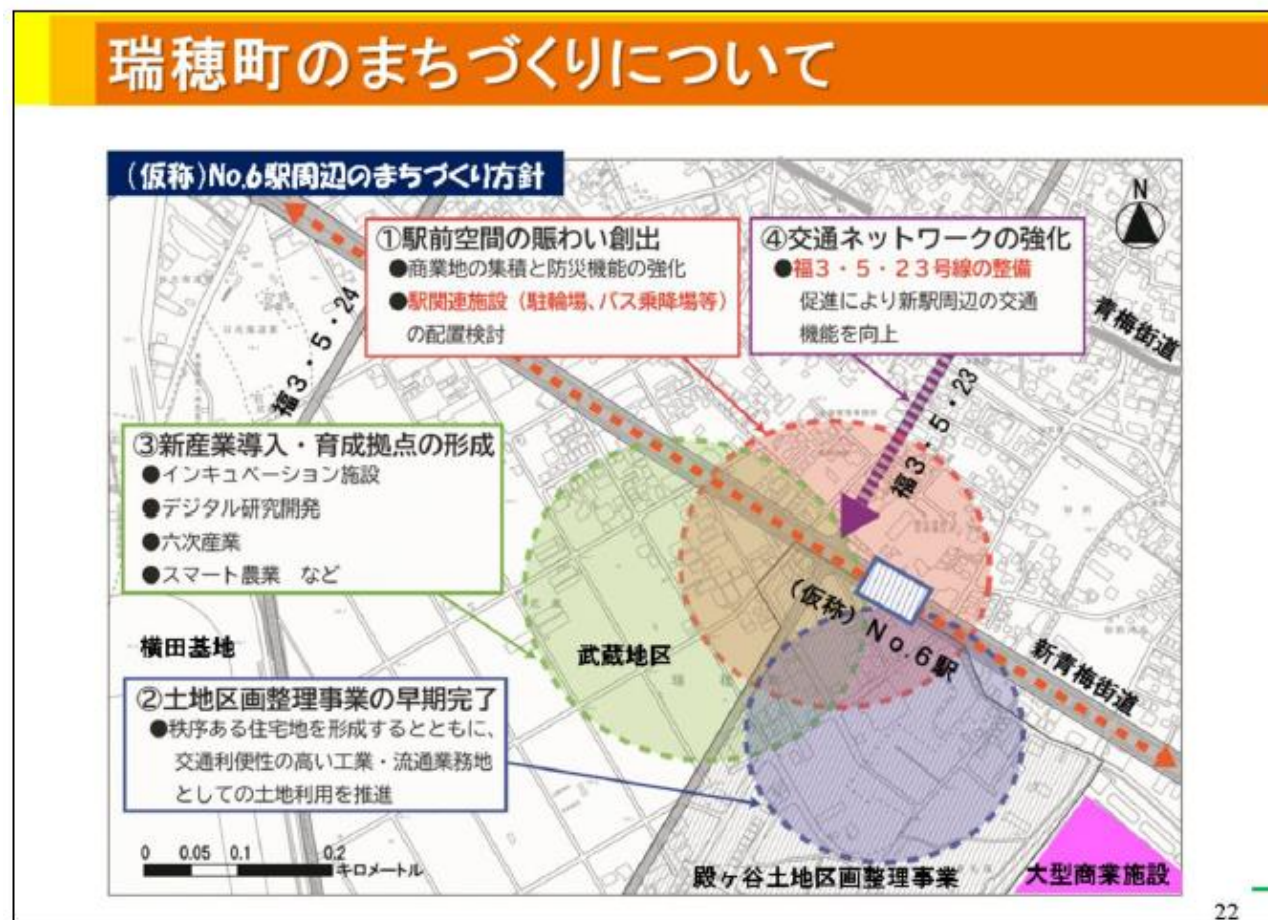 瑞穂町のまちづくりについて
(仮称)No.6駅周辺のまちづくり方針
①駅前空間の賑わい創出
●商業地の集積と防災機能の強化
●駅関連施設(駐輪場、バス乗降場等)
の配置検討
④交通ネットワークの強化
●福3・5・23号線の整備
促進により新駅周辺の交通
機能を向上
N
青梅街道
福3・5・24
福3・5・23
③新産業導入・育成拠点の形成
●インキュベーション施設
●デジタル研究開発
●六次産業
●スマート農業 など
横田基地
武蔵地区
(仮称)No.6駅
新青梅街道
②土地区画整理事業の早期完了
●秩序ある住宅地を形成するとともに、
交通利便性の高い工業・流通業務地
としての土地利用を推進
0 0.05 0.1 0.2
キロメートル
殿ヶ谷土地区画整理事業
大型商業施設
22